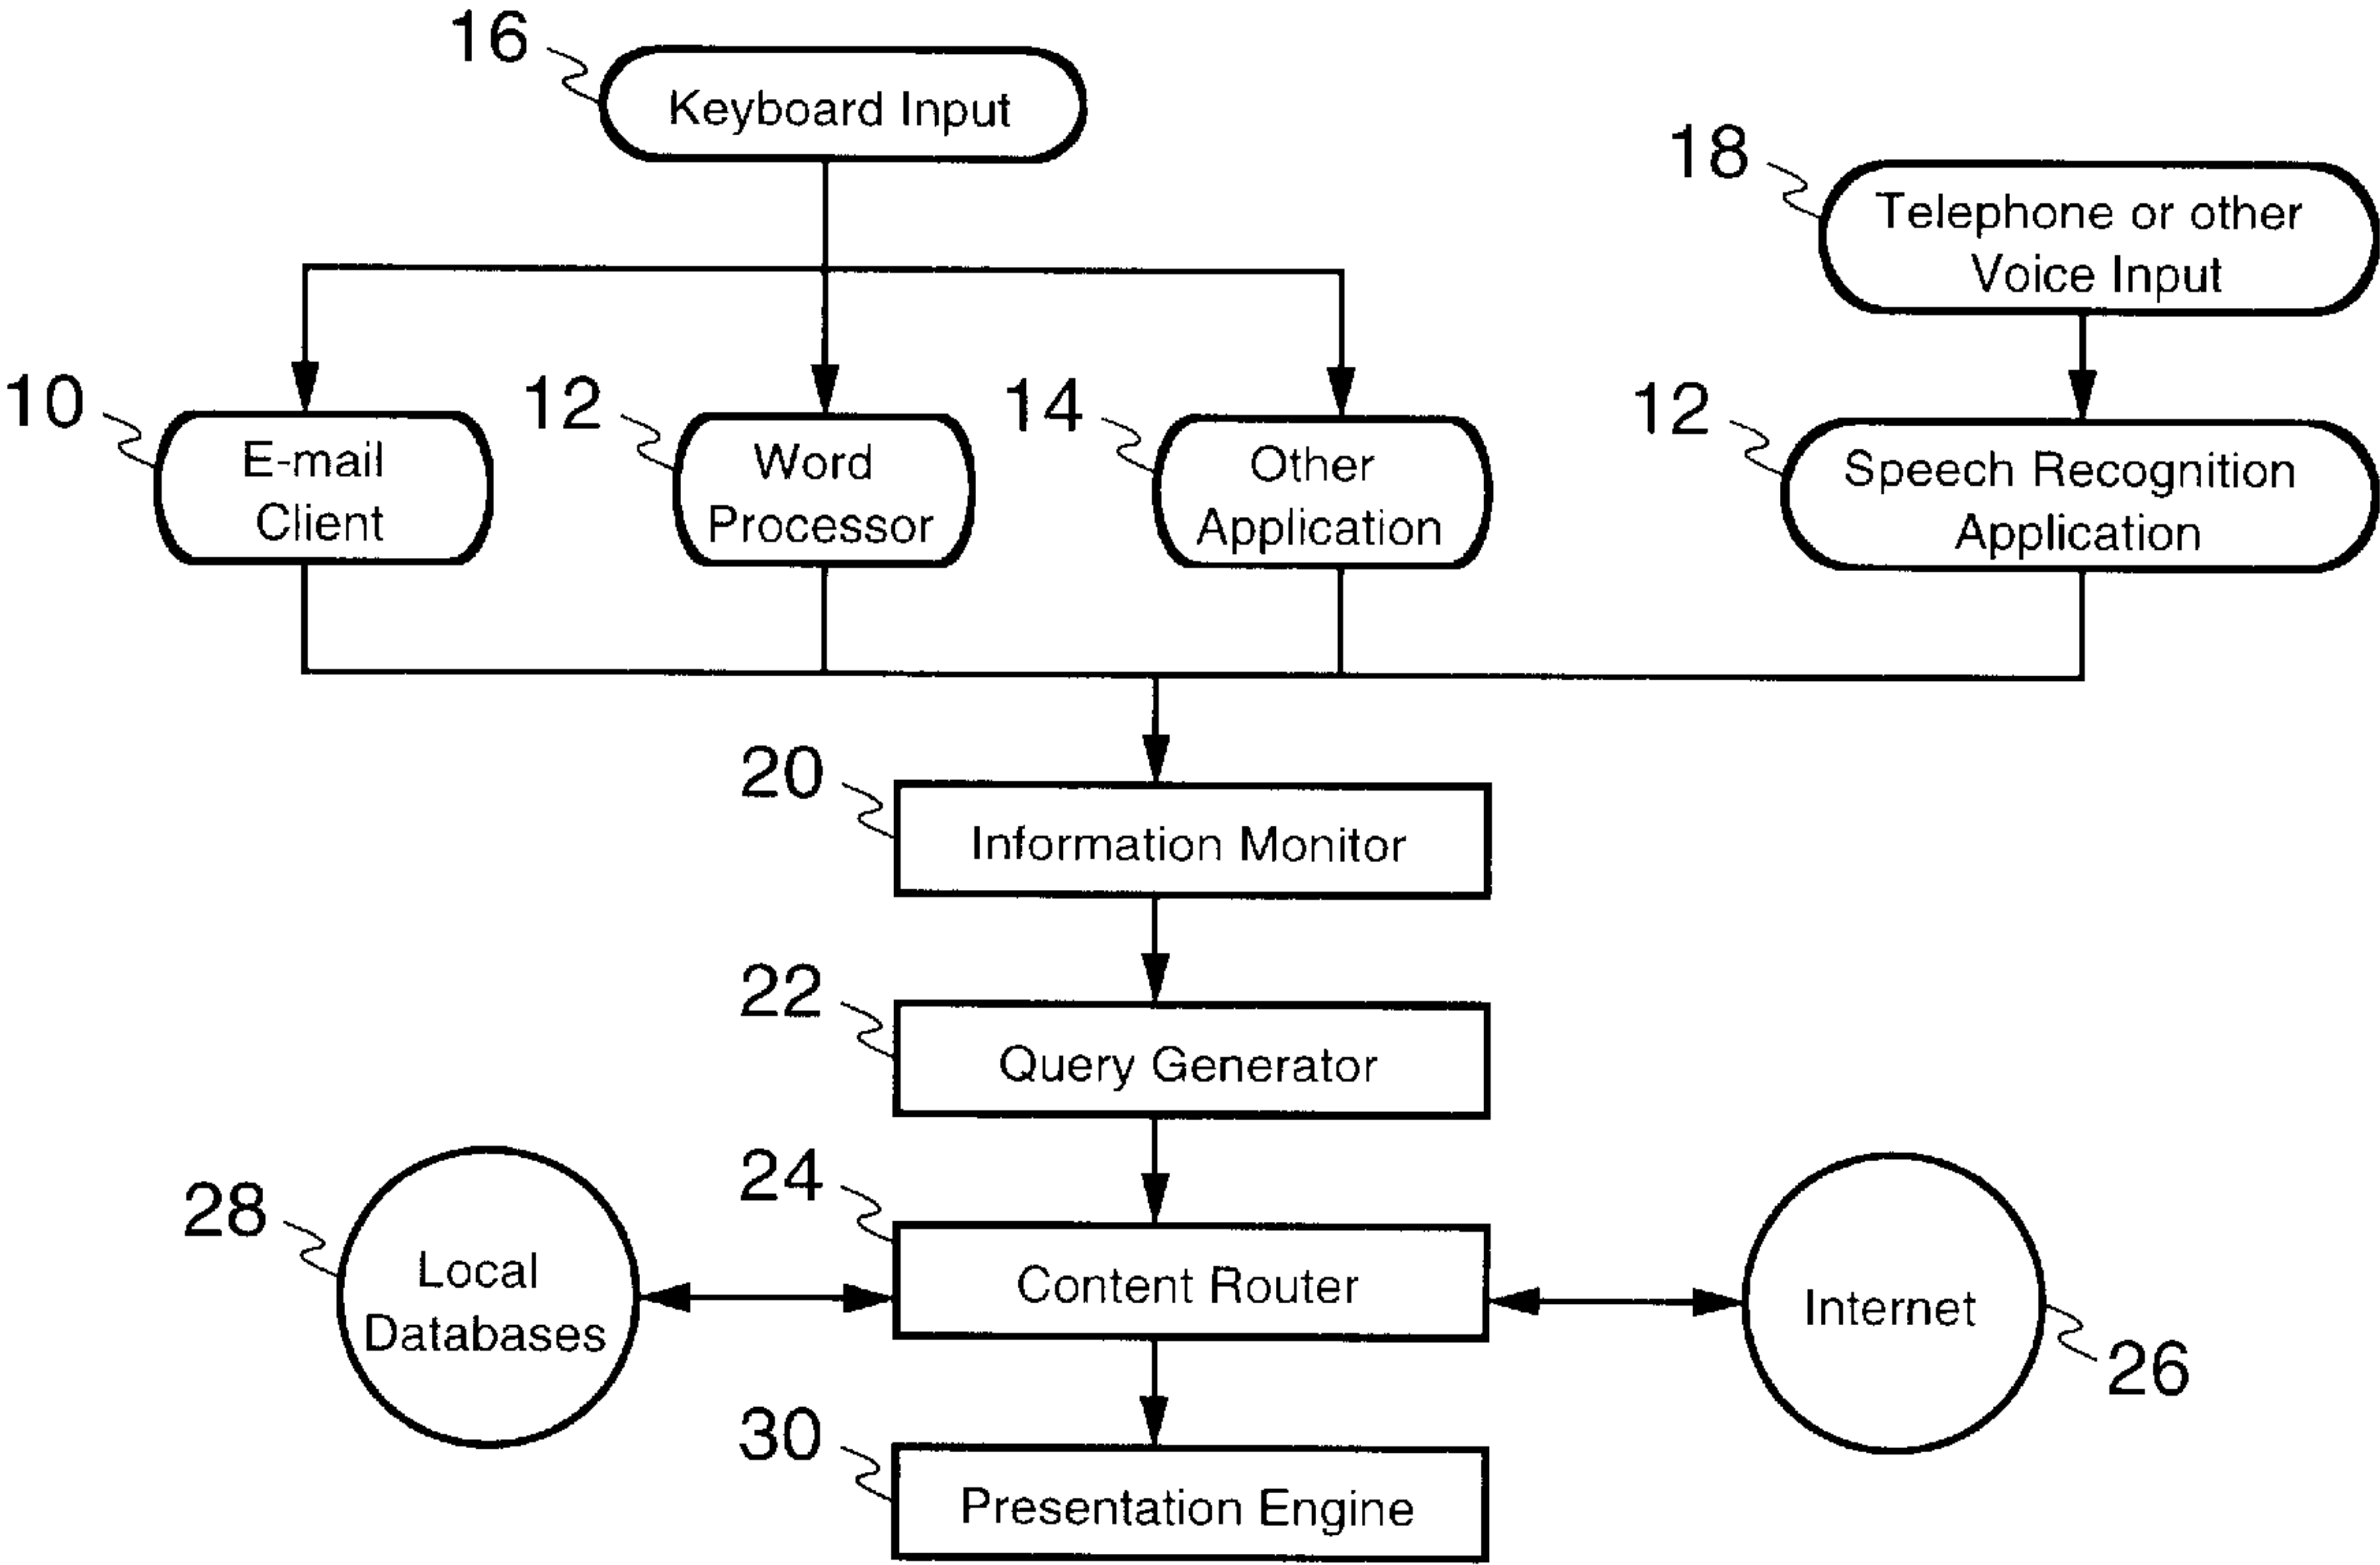 16
Keyboard Input
18
Telephone or other
Voice Input
10
E-mail
Client
12
Word
Processor
14
Other
Application
12
Speech Recognition
Application
20
Information Monitor
22
Query Generator
24
Content Router
28
Local
Databases
Internet
26
30
Presentation Engine